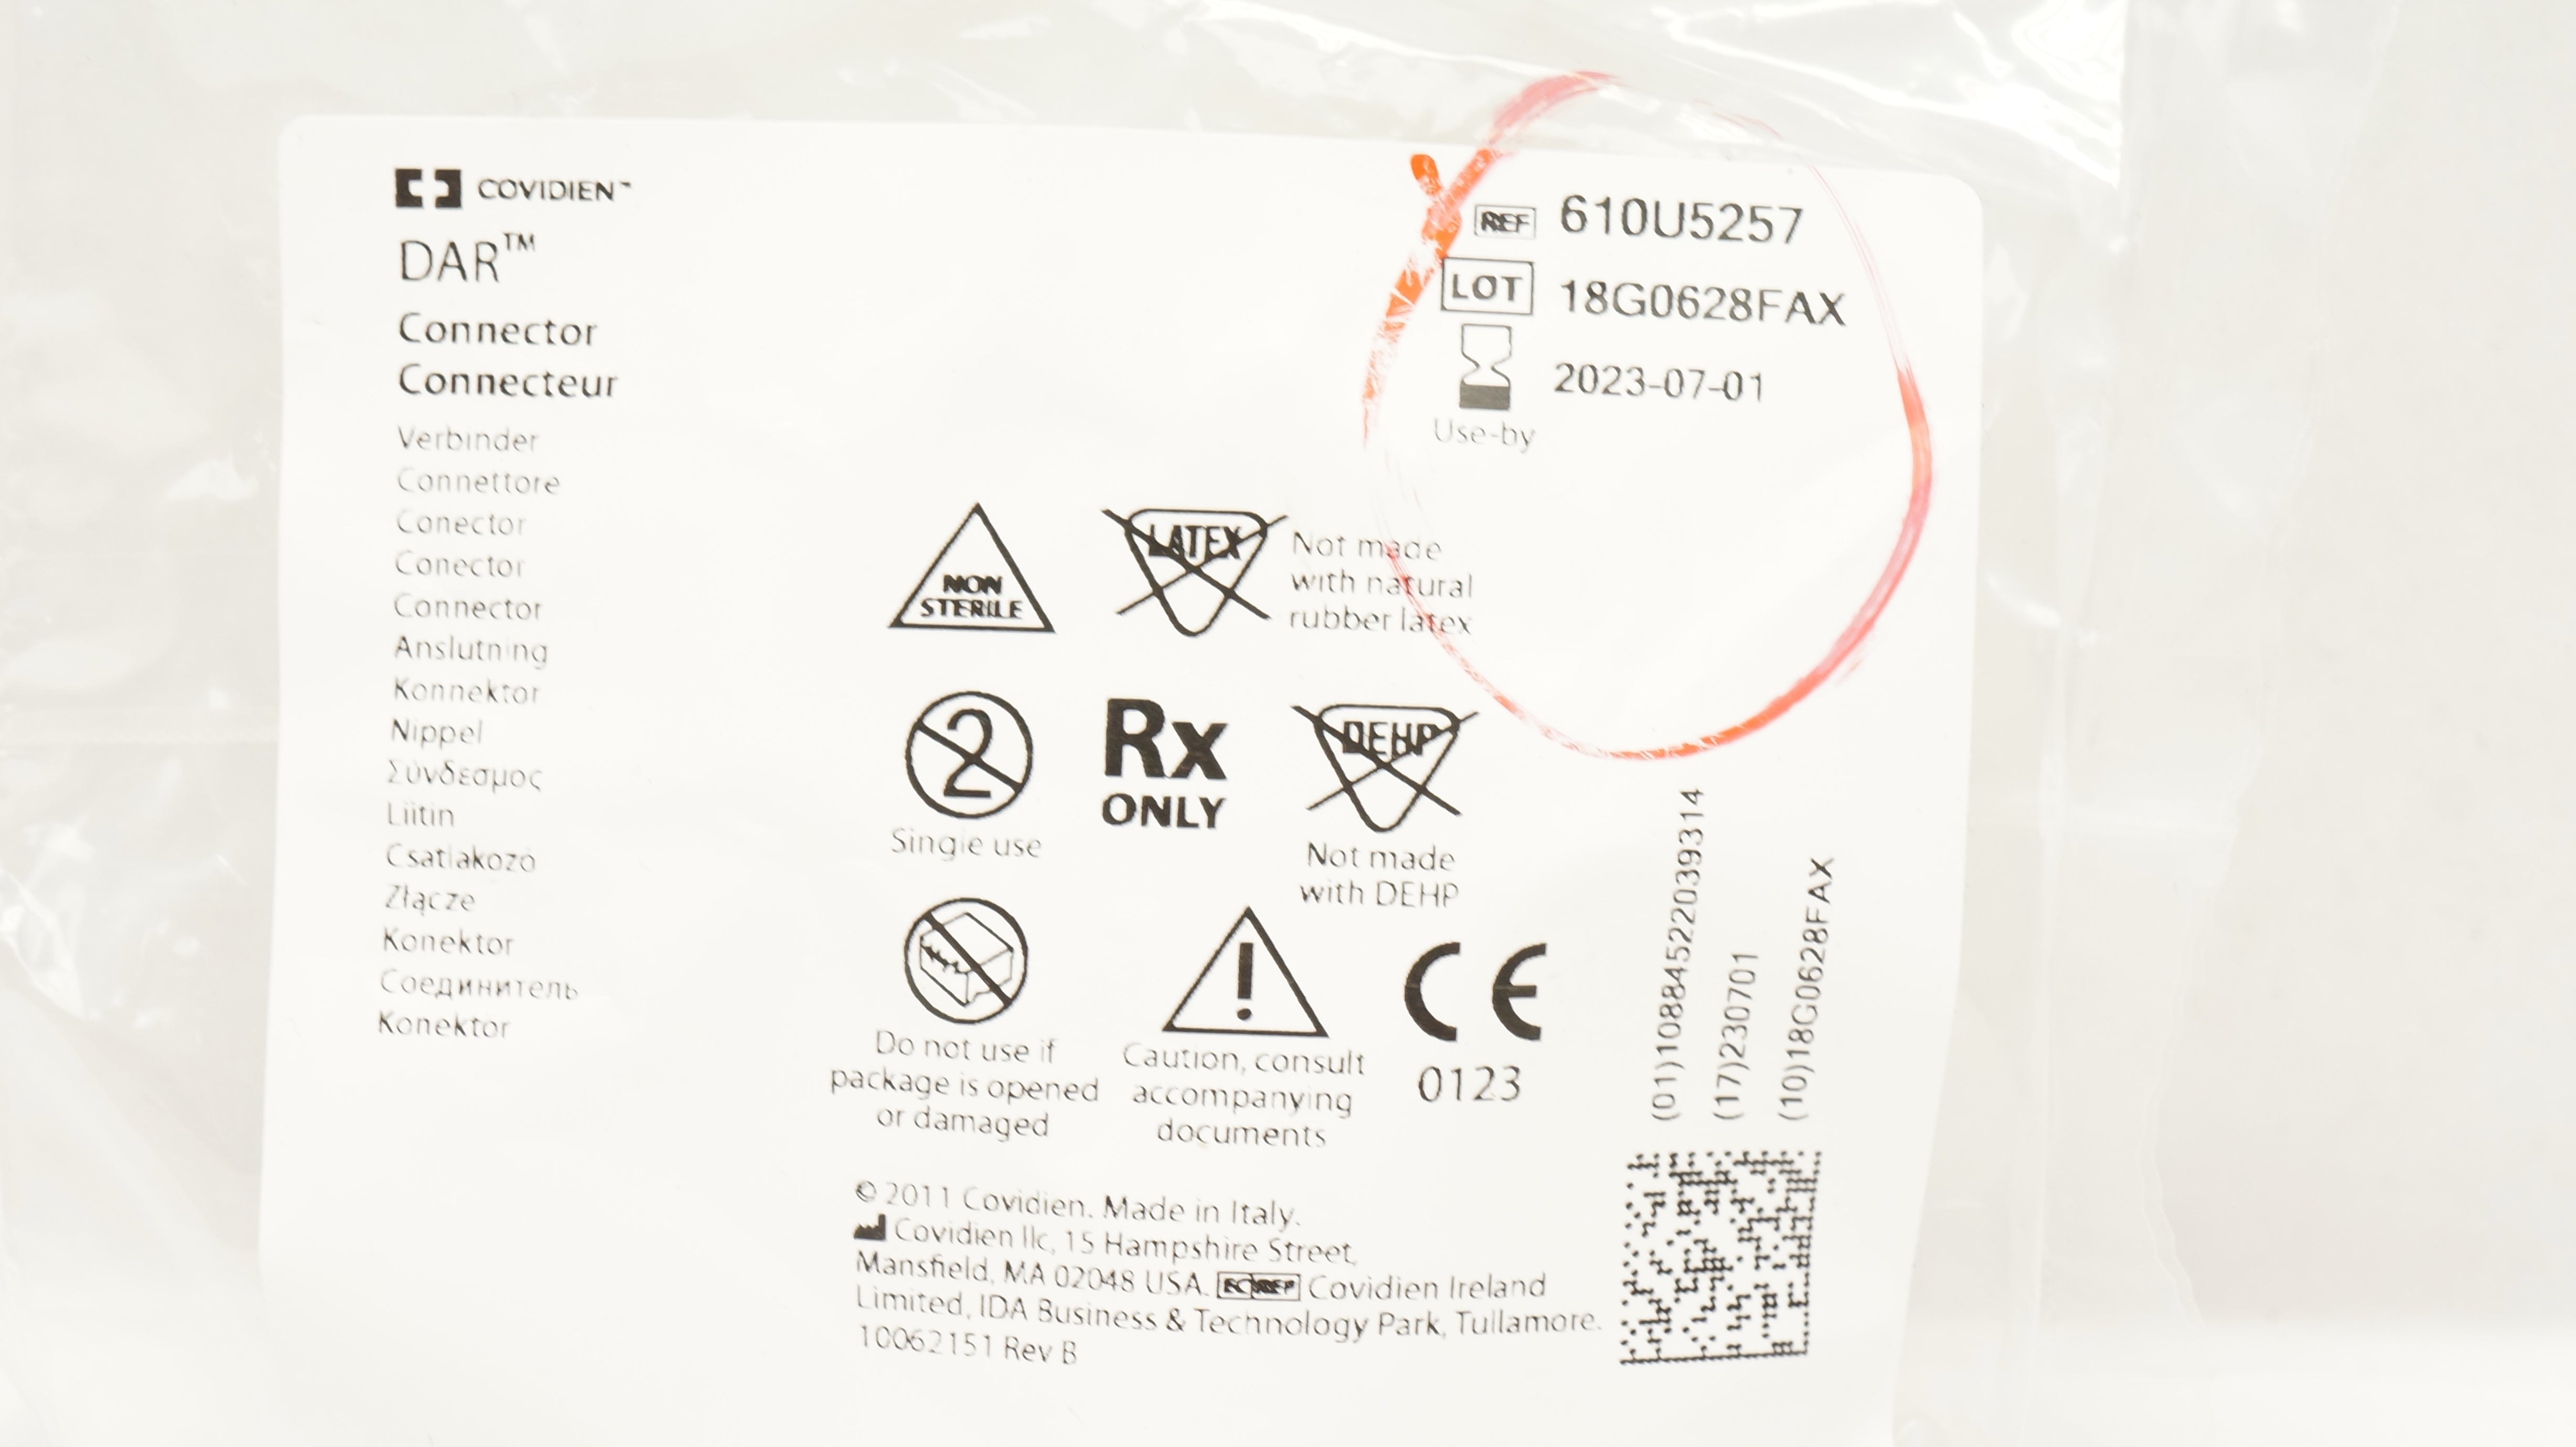 COVIDIEN™
DAR™
Connector
Connecteur
Verbinder
Connettore
Conector
Conector
Connector
Anslutning
Konnektor
Nippel
Σύνδεσμος
Liitin
Csatlakozó
Złącze
Konektor
Соединитель
Konektor
REF 610U5257
LOT 18G0628FAX
2023-07-01
Use-by
NON
STERILE
LATEX
Not made
with natural
rubber latex
2
Single use
Rx
ONLY
DEHP
Not made
with DEHP
Do not use if
package is opened
or damaged
!
Caution, consult
accompanying
documents
CE
0123
(01)10884522039314
(17)230701
(10)18G0628FAX
© 2011 Covidien. Made in Italy.
Covidien llc, 15 Hampshire Street,
Mansfield, MA 02048 USA. EC REP Covidien Ireland
Limited, IDA Business & Technology Park, Tullamore.
10062151 Rev B